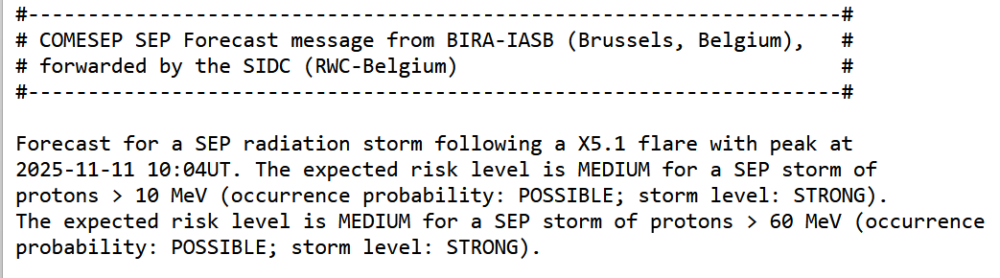 #---------------------------------------------------------------#
# COMESEP SEP Forecast message from BIRA-IASB (Brussels, Belgium),   #
# forwarded by the SIDC (RWC-Belgium)                              #
#---------------------------------------------------------------#
Forecast for a SEP radiation storm following a X5.1 flare with peak at
2025-11-11 10:04UT. The expected risk level is MEDIUM for a SEP storm of
protons > 10 MeV (occurrence probability: POSSIBLE; storm level: STRONG).
The expected risk level is MEDIUM for a SEP storm of protons > 60 MeV (occurrence
probability: POSSIBLE; storm level: STRONG).